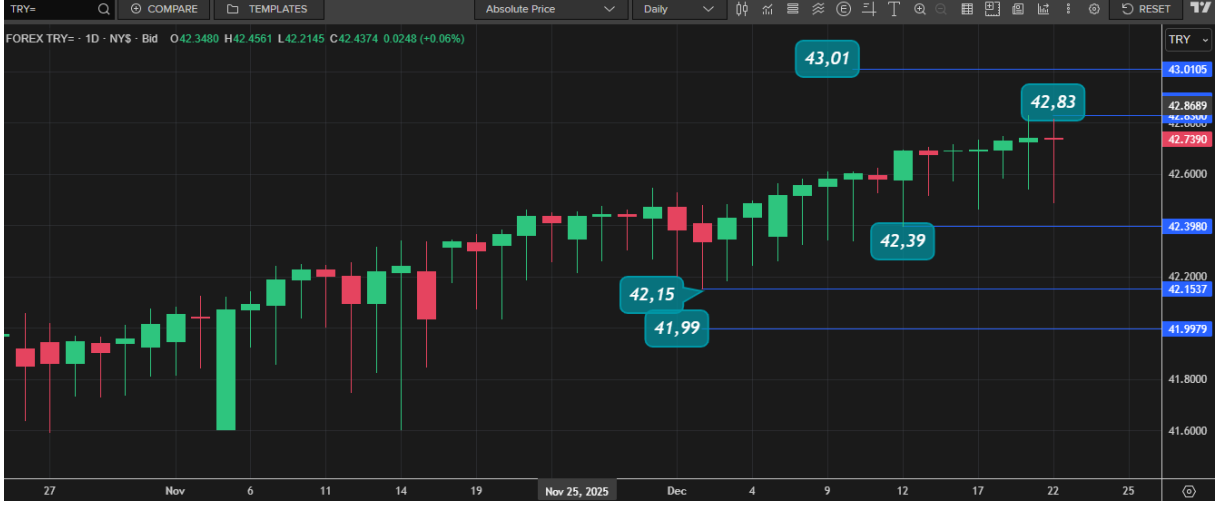 TRY=
COMPARE
TEMPLATES
Absolute Price
Daily
E
T
RESET
FOREX TRY= · 1D · NY$ · Bid O42.3480 H42.4561 L42.2145 C42.4374 0.0248 (+0.06%)
TRY
43,01
43.0105
42,83
42.8689
42.7390
42.6000
42,39
42.3980
42.2000
42,15
42.1537
41,99
41.9979
41.8000
41.6000
27 Nov 6 11 14 19 Nov 25, 2025 Dec 4 9 12 17 22 25